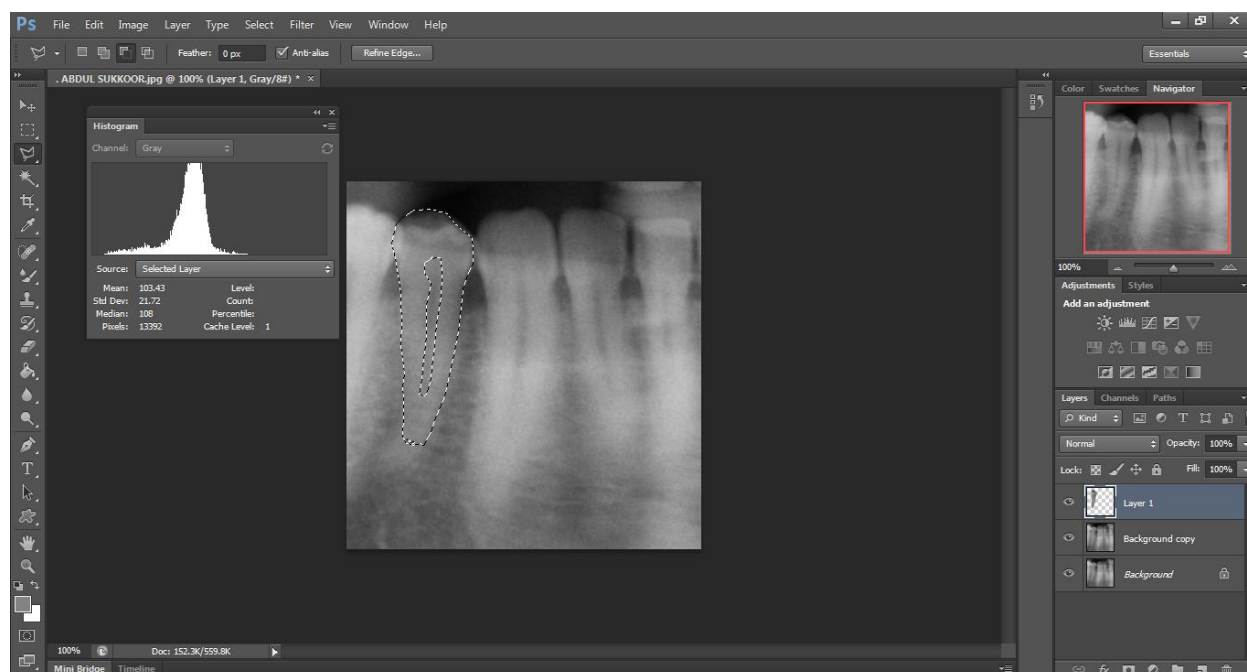 Ps File Edit Image Layer Type Select Filter View Window Help
Feather: 0 px Anti-alias Refine Edge... Essentials
. ABDUL SUKKOOR.jpg @ 100% (Layer 1, Gray/8#) * ×
Histogram
Channel: Gray
Source: Selected Layer
Mean: 103.43 Level:
Std Dev: 21.72 Count:
Median: 108 Percentile:
Pixels: 13392 Cache Level: 1
Color Swatches Navigator
100%
Adjustments Styles
Add an adjustment
Layers Channels Paths
Kind
Normal Opacity: 100%
Lock: Fill: 100%
Layer 1
Background copy
Background
100% Doc: 152.3K/559.8K
Mini Bridge Timeline